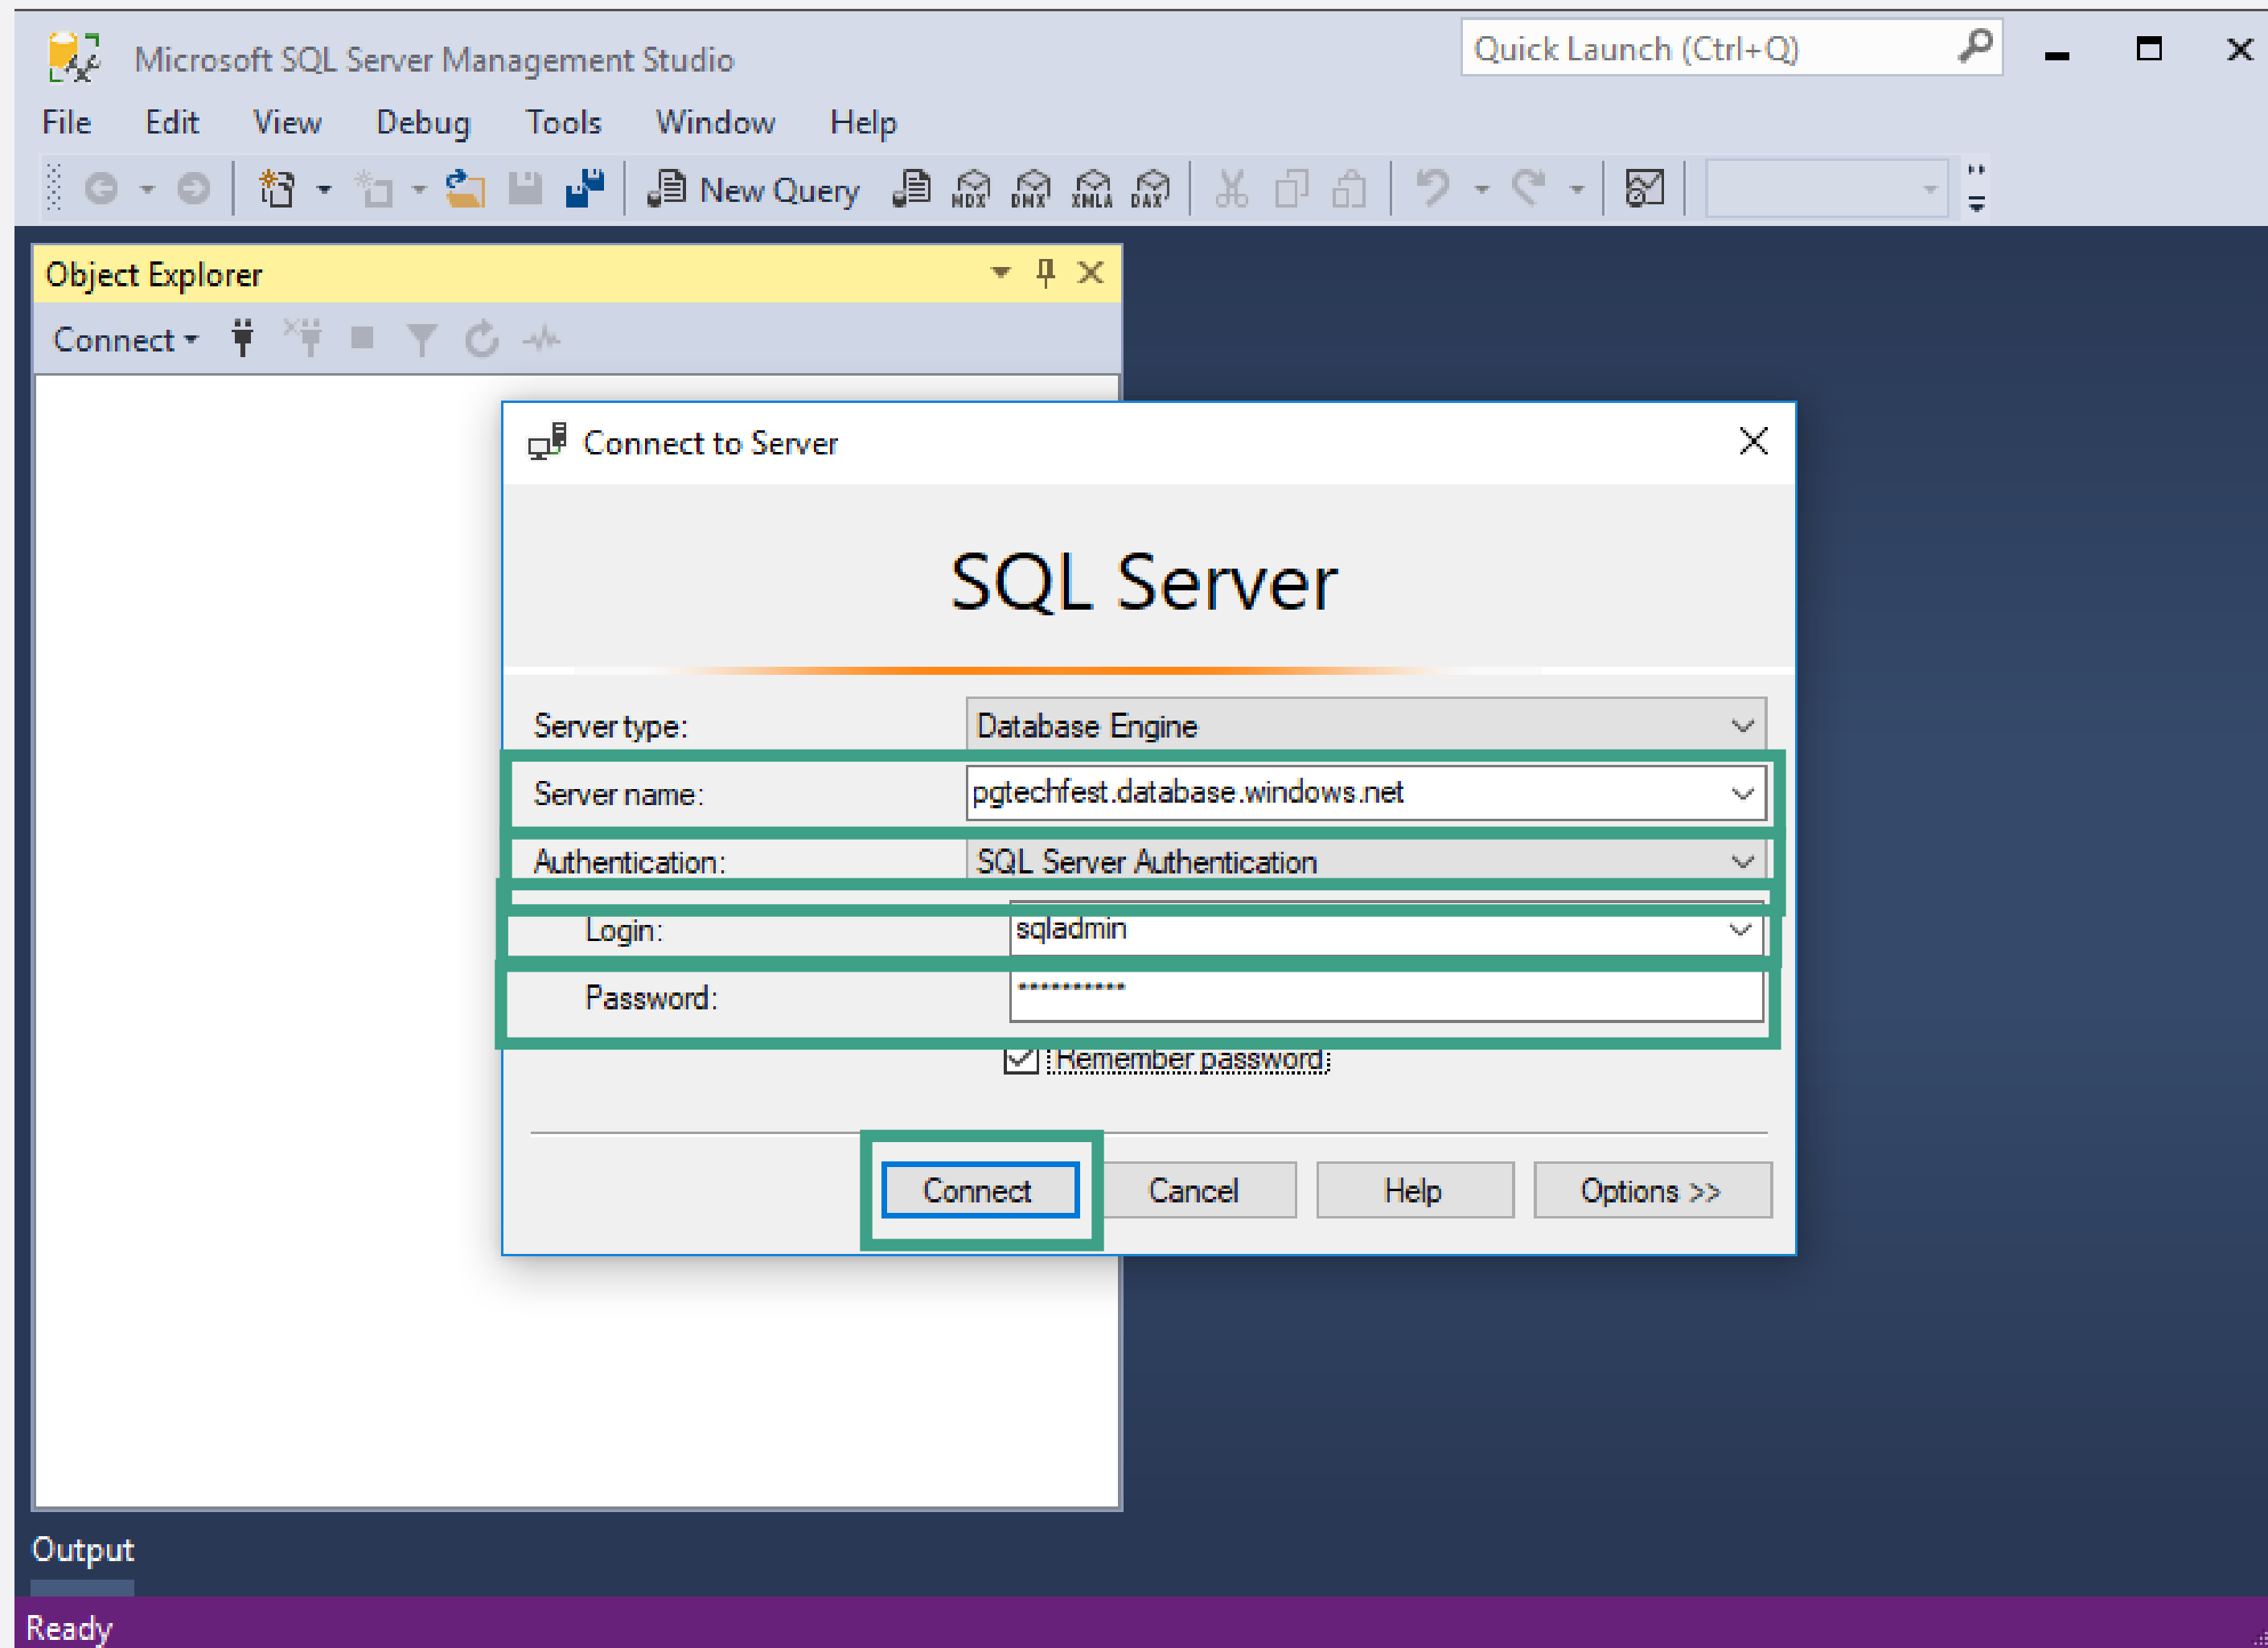 Microsoft SQL Server Management Studio
Quick Launch (Ctrl+Q)
File Edit View Debug Tools Window Help
New Query MDX DMX XMLA DAX
Object Explorer
Connect
Connect to Server
SQL Server
Server type: Database Engine
Server name: pgtechfest.database.windows.net
Authentication: SQL Server Authentication
Login: sqladmin
Password: **********
Remember password
Connect Cancel Help Options >>
Output
Ready